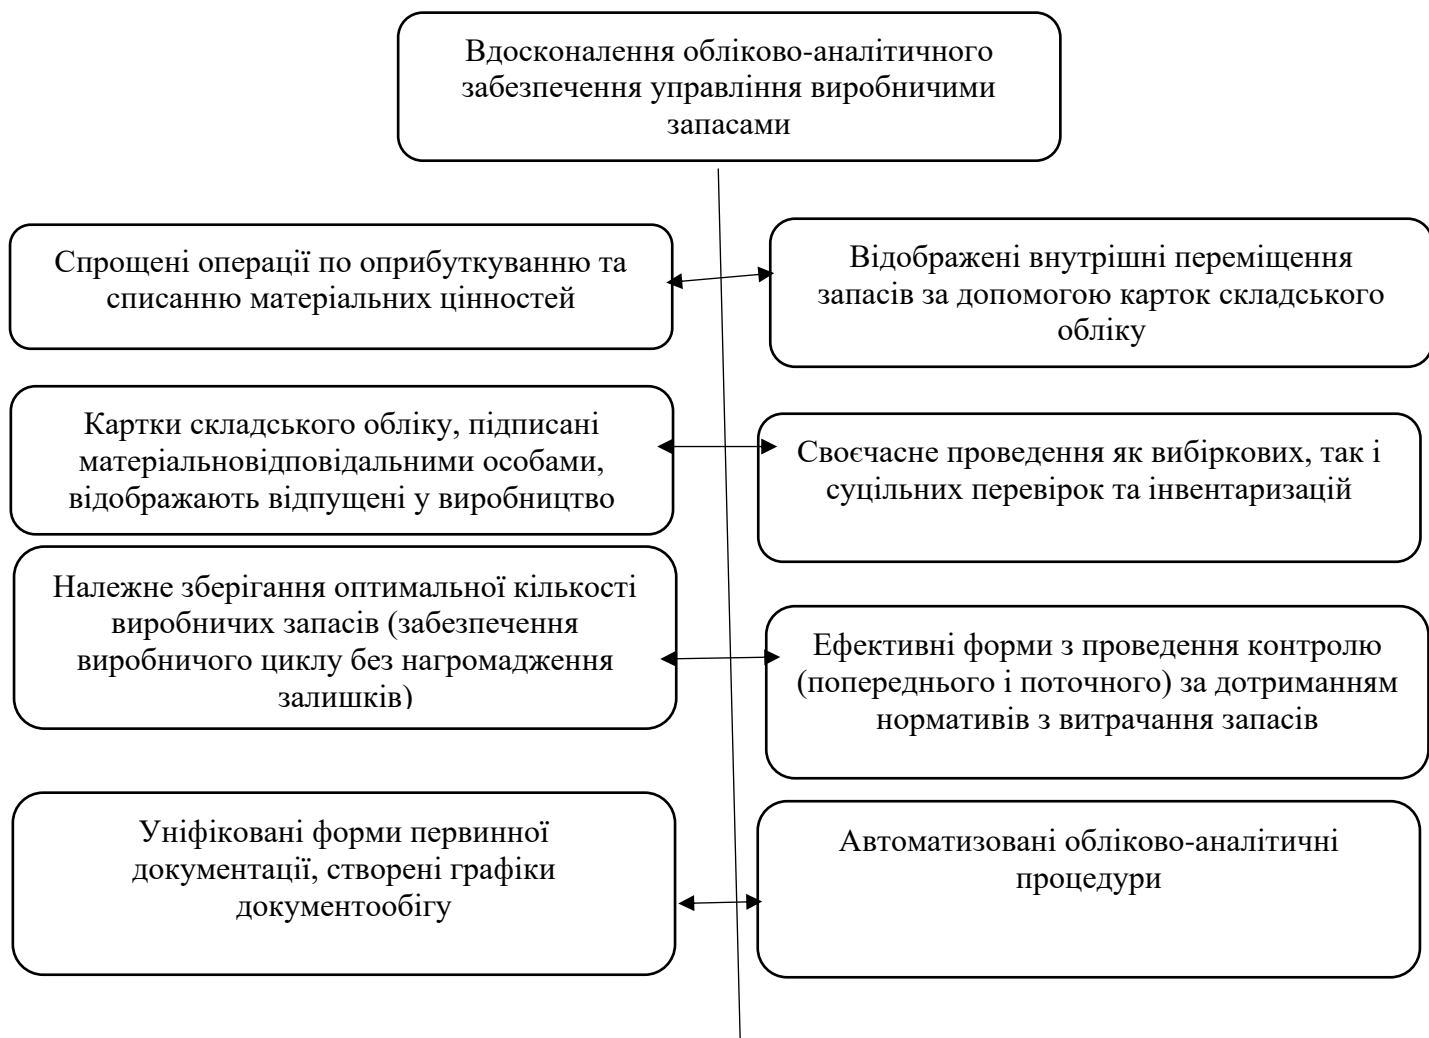 Вдосконалення обліково-аналітичного
забезпечення управління виробничими
запасами
Спрощені операції по оприбуткуванню та
списанню матеріальних цінностей
Відображені внутрішні переміщення
запасів за допомогою карток складського
обліку
Картки складського обліку, підписані
матеріальновідповідальними особами,
відображають відпущені у виробництво
Своєчасне проведення як вибіркових, так і
суцільних перевірок та інвентаризацій
Належне зберігання оптимальної кількості
виробничих запасів (забезпечення
виробничого циклу без нагромадження
залишків)
Ефективні форми з проведення контролю
(попереднього і поточного) за дотриманням
нормативів з витрачання запасів
Уніфіковані форми первинної
документації, створені графіки
документообігу
Автоматизовані обліково-аналітичні
процедури